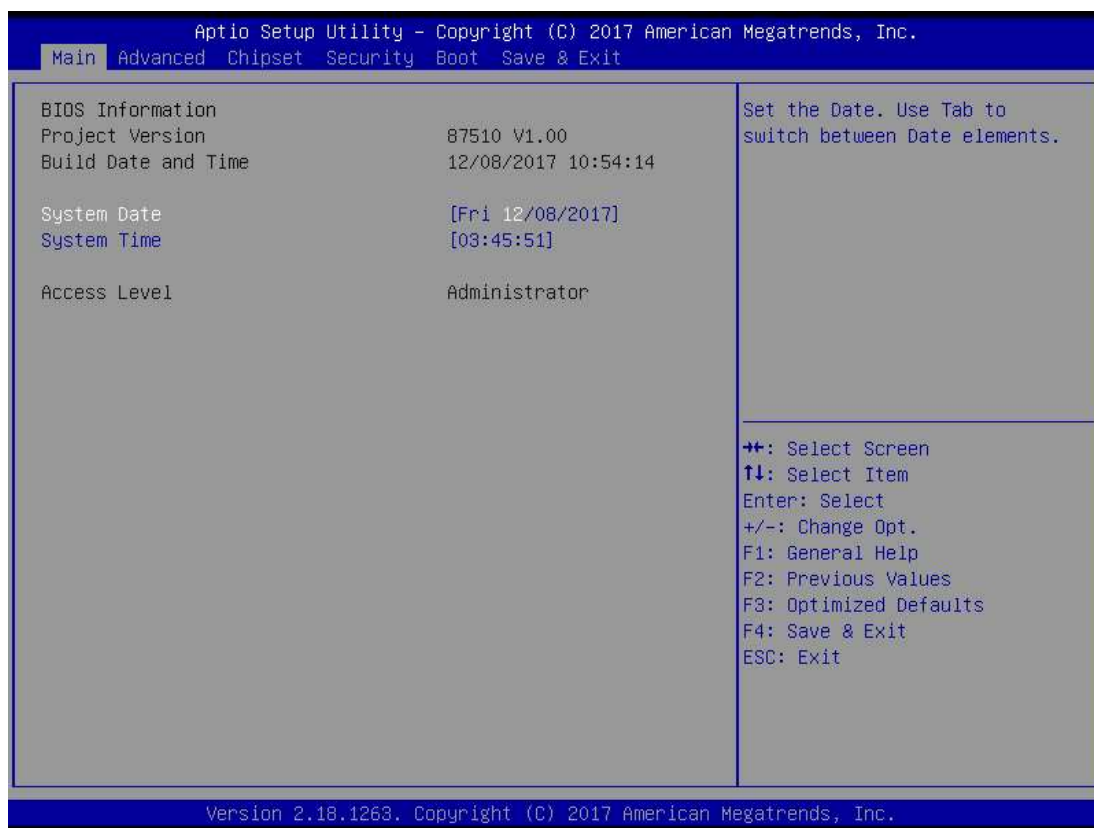 Aptio Setup Utility – Copyright (C) 2017 American Megatrends, Inc.
Main Advanced Chipset Security Boot Save & Exit
BIOS Information
Project Version 87510 V1.00
Build Date and Time 12/08/2017 10:54:14
System Date [Fri 12/08/2017]
System Time [03:45:51]
Access Level Administrator
Set the Date. Use Tab to
switch between Date elements.
→←: Select Screen
↑↓: Select Item
Enter: Select
+/-: Change Opt.
F1: General Help
F2: Previous Values
F3: Optimized Defaults
F4: Save & Exit
ESC: Exit
Version 2.18.1263. Copyright (C) 2017 American Megatrends, Inc.